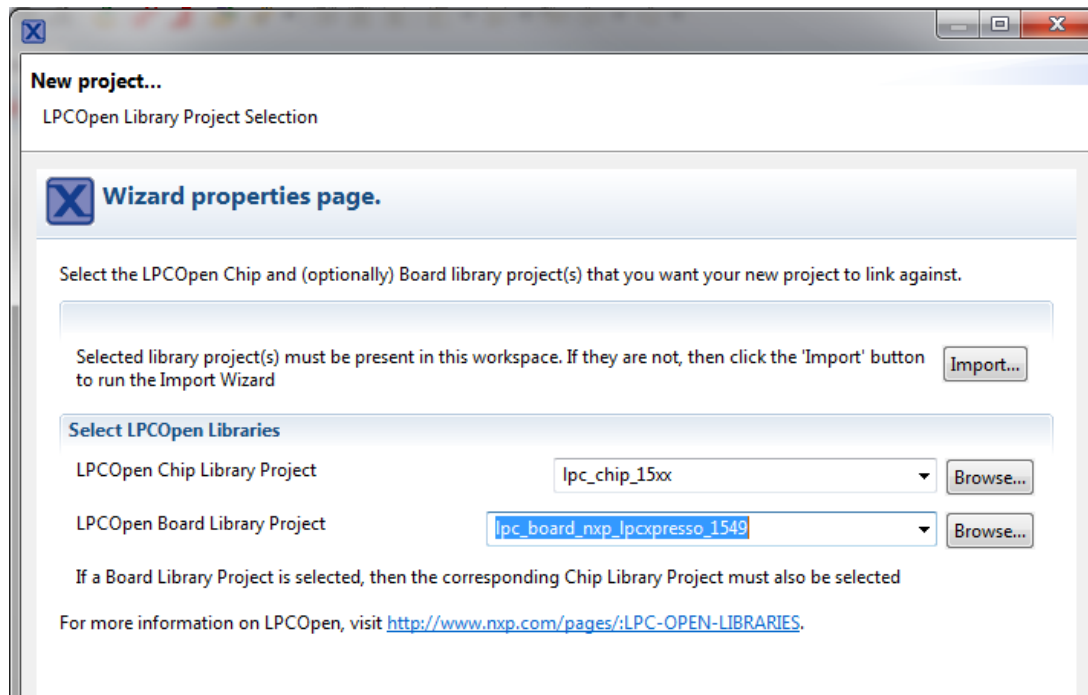 New project...
LPCOpen Library Project Selection
Wizard properties page.
Select the LPCOpen Chip and (optionally) Board library project(s) that you want your new project to link against.
Selected library project(s) must be present in this workspace. If they are not, then click the 'Import' button
to run the Import Wizard
Import...
Select LPCOpen Libraries
LPCOpen Chip Library Project
lpc_chip_15xx
Browse...
LPCOpen Board Library Project
lpc_board_nxp_lpcxpresso_1549
Browse...
If a Board Library Project is selected, then the corresponding Chip Library Project must also be selected
For more information on LPCOpen, visit http://www.nxp.com/pages/:LPC-OPEN-LIBRARIES.